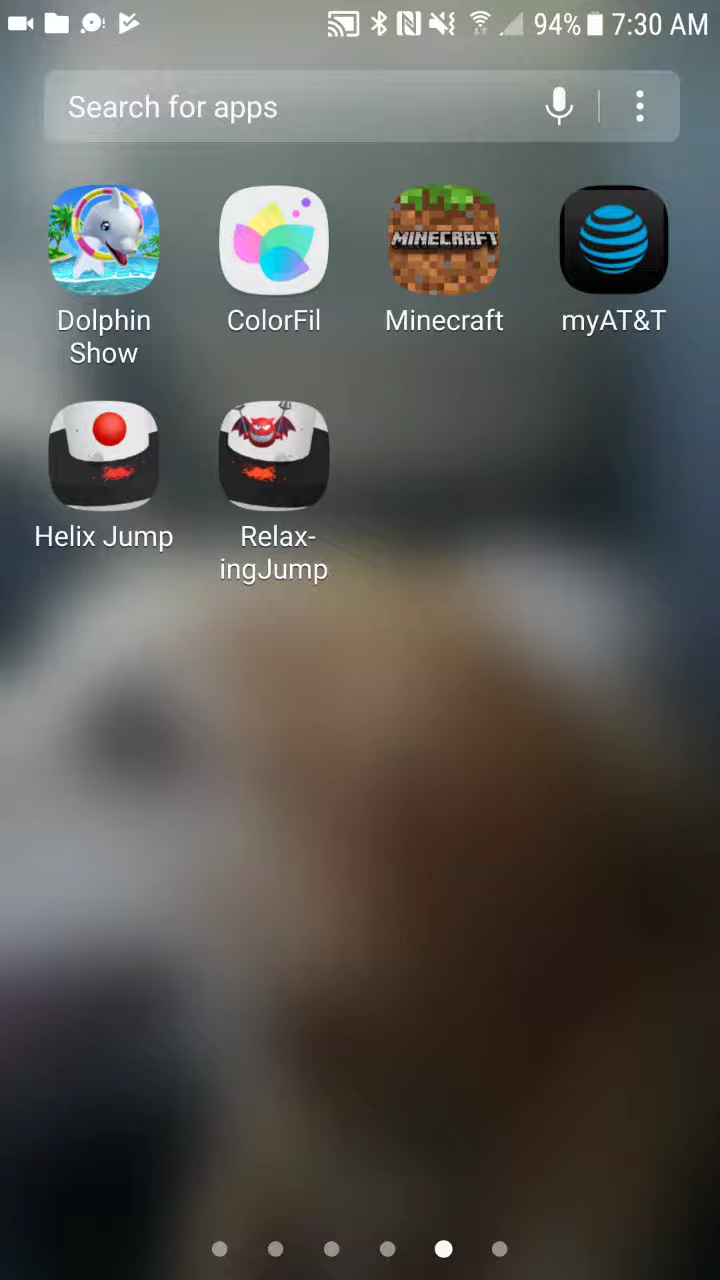 94% 7:30 AM
Search for apps
Dolphin
Show
ColorFil
MINECRAFT
Minecraft
myAT&T
Helix Jump
Relax-
ingJump